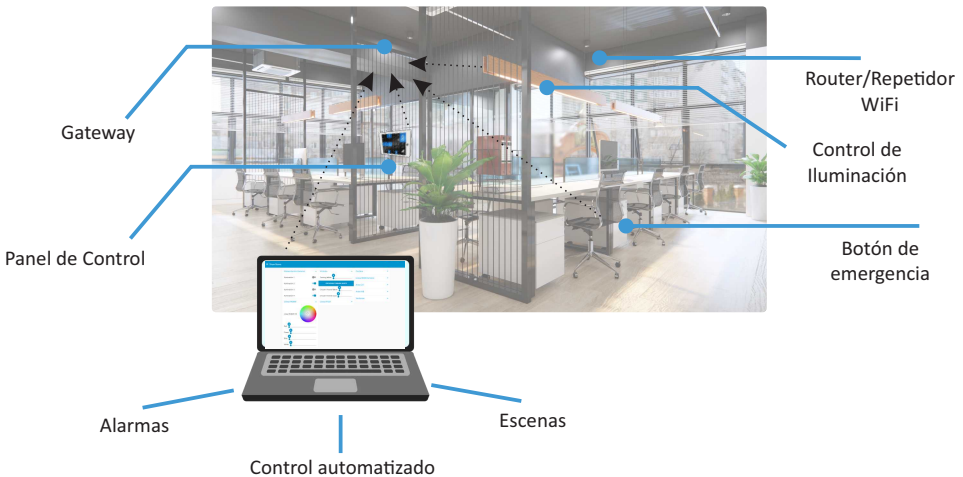 Gateway
Router/Repetidor
WiFi
Control de
Iluminación
Panel de Control
Botón de
emergencia
Alarmas
Escenas
Control automatizado